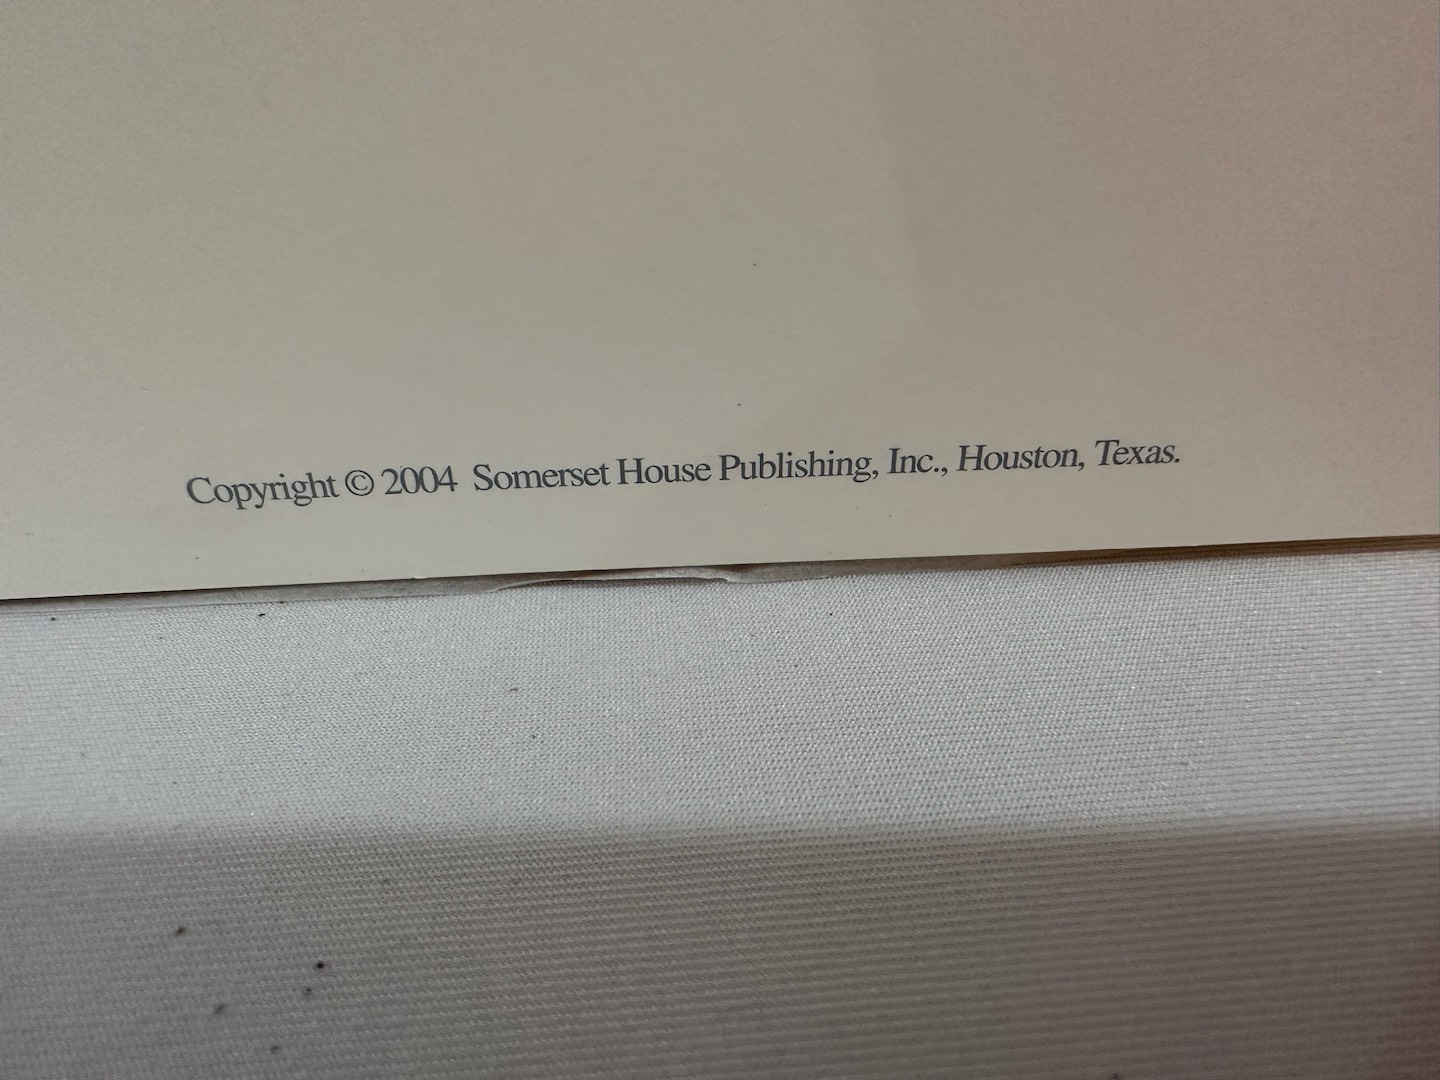 Copyright © 2004 Somerset House Publishing, Inc., Houston, Texas.